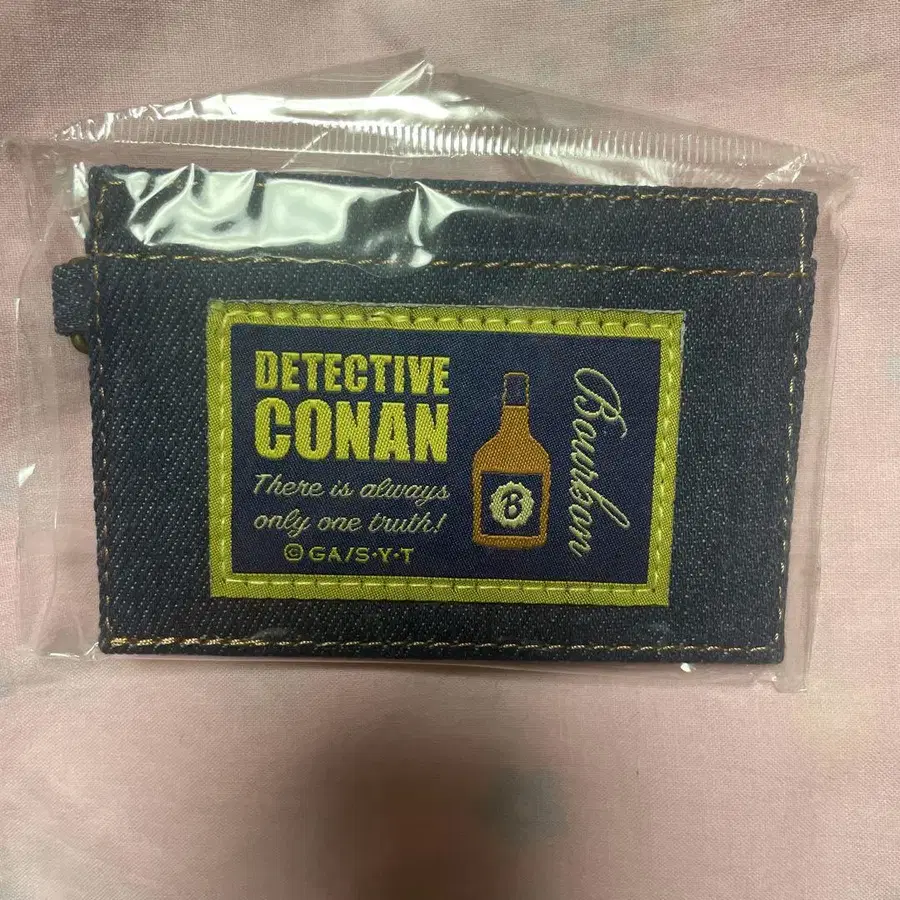 DETECTIVE
CONAN
There is always
only one truth!
© GA/S・Y・T
B
Bourbon